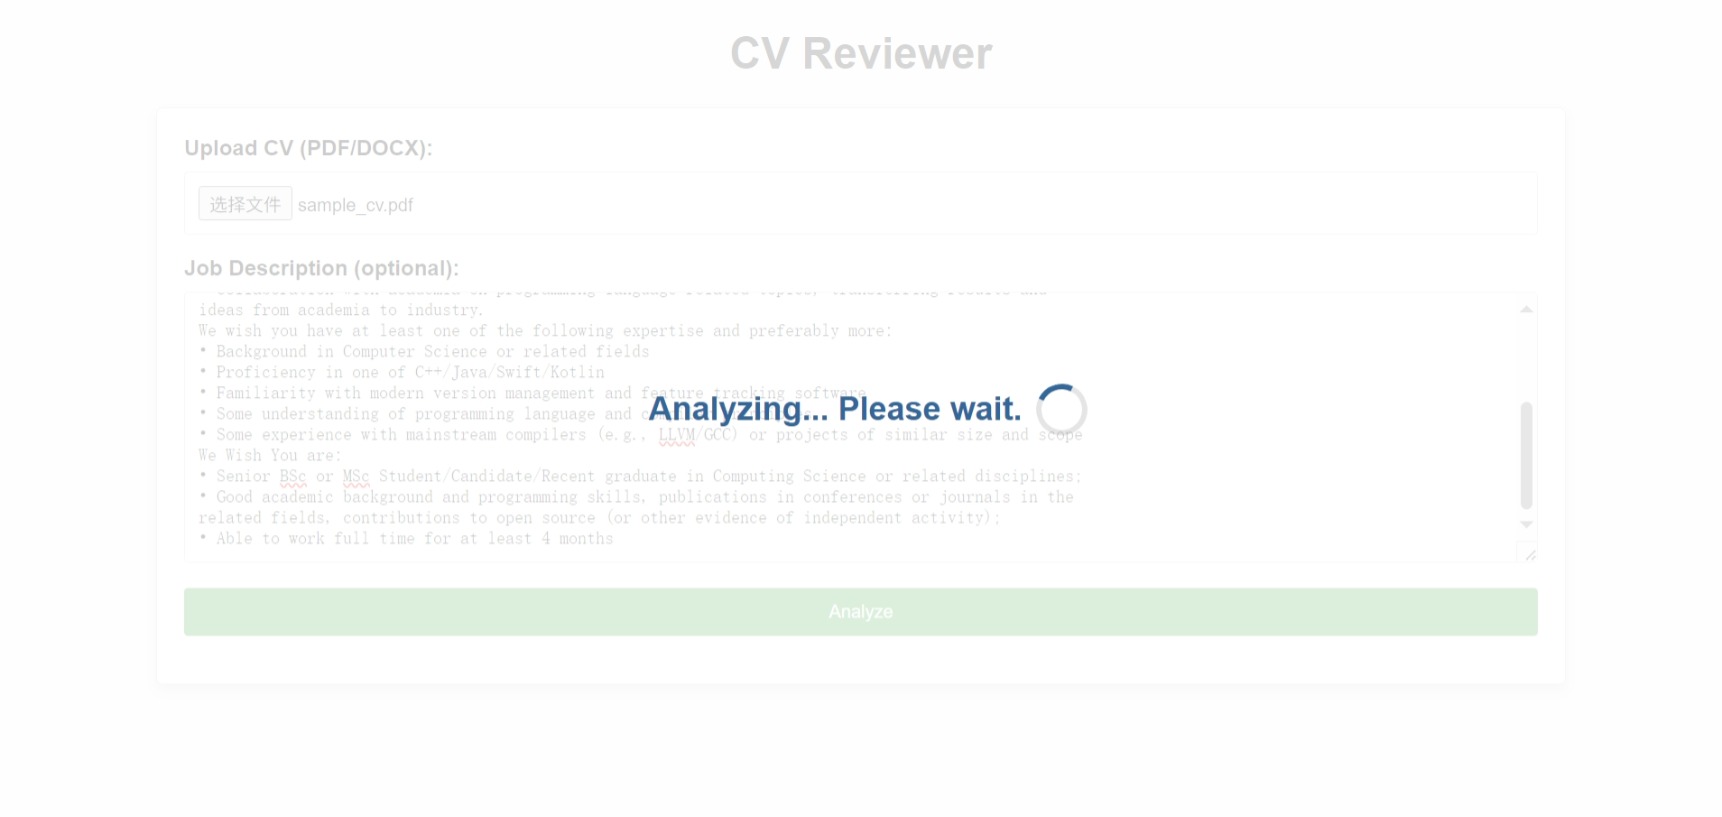 CV Reviewer
Upload CV (PDF/DOCX):
选择文件 sample_cv.pdf
Job Description (optional):
ideas from academia to industry.
We wish you have at least one of the following expertise and preferably more:
• Background in Computer Science or related fields
• Proficiency in one of C++/Java/Swift/Kotlin
• Familiarity with modern version management and feature tracking software
• Some understanding of programming language and
Analyzing... Please wait.
• Some experience with mainstream compilers (e.g., LLVM/GCC) or projects of similar size and scope
We Wish You are:
• Senior BSc or MSc Student/Candidate/Recent graduate in Computing Science or related disciplines;
• Good academic background and programming skills, publications in conferences or journals in the
related fields, contributions to open source (or other evidence of independent activity);
• Able to work full time for at least 4 months
Analyze